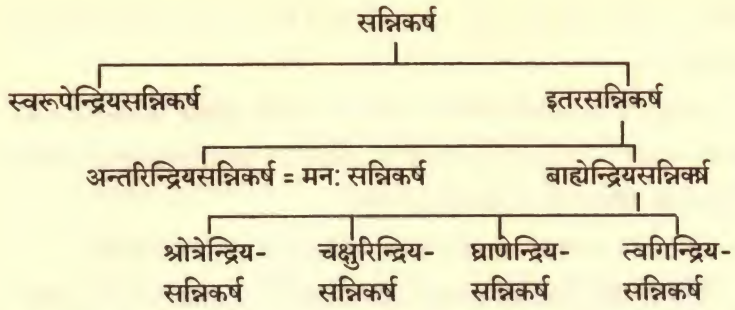 सन्निकर्ष
स्वरूपेन्द्रियसन्निकर्ष इतरसन्निकर्ष
अन्तरिन्द्रियसन्निकर्ष = मन: सन्निकर्ष बाह्येन्द्रियसन्निर्क्ष
श्रोत्रेन्द्रिय- चक्षुरिन्द्रिय- घ्राणेन्द्रिय- त्वगिन्द्रिय-
सन्निकर्ष सन्निकर्ष सन्निकर्ष सन्निकर्ष